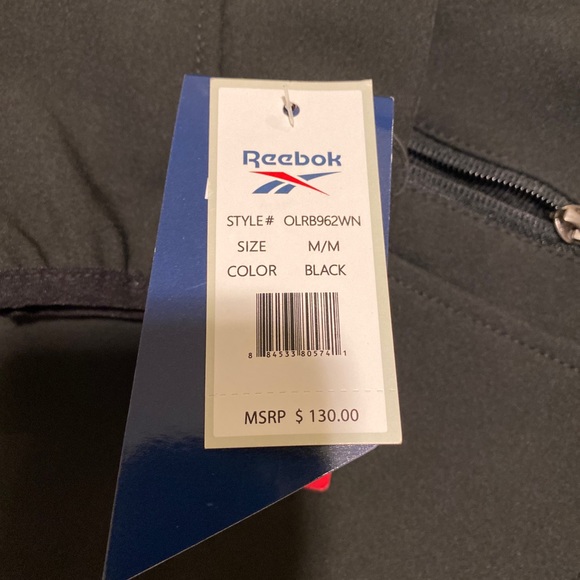 Reebok
STYLE# OLRB962WN
SIZE M/M
COLOR BLACK
8 84533 80574 1
MSRP $ 130.00